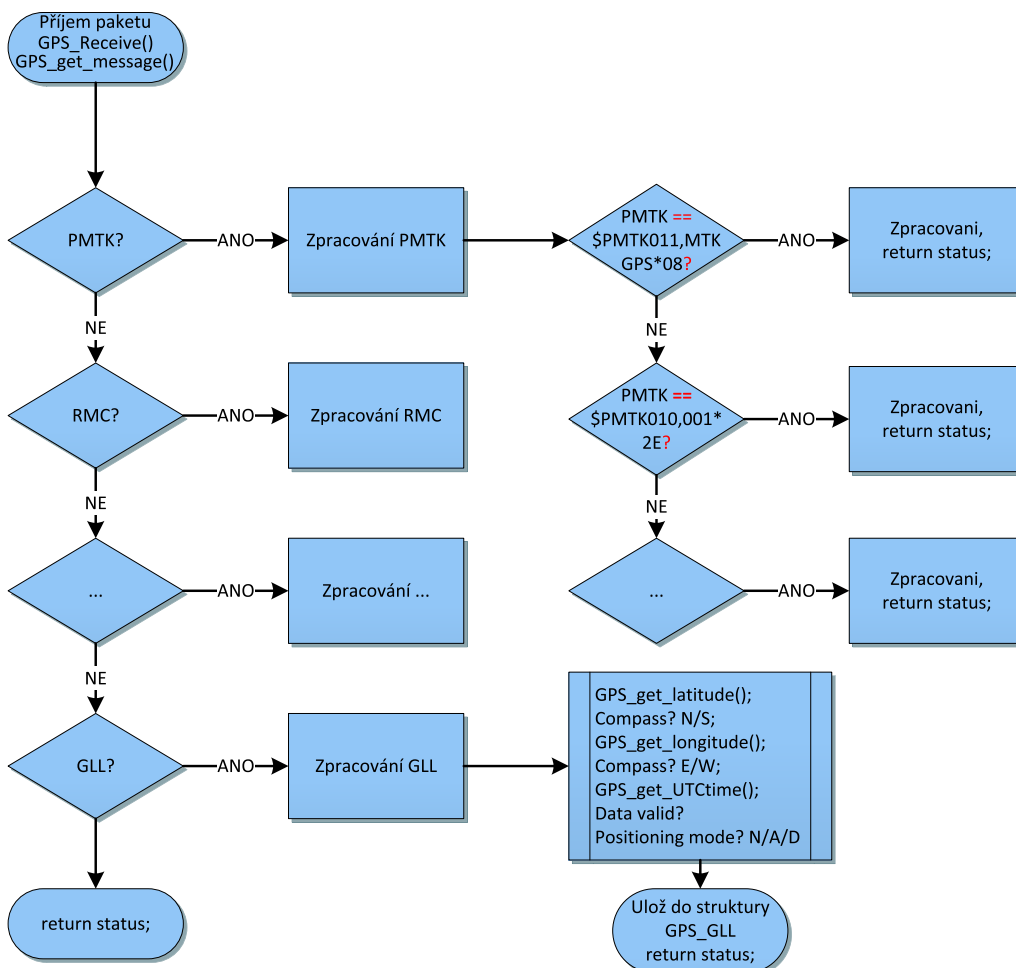 Příjem paketu
GPS_Receive()
GPS_get_message()
PMTK?
ANO
Zpracování PMTK
PMTK ==
$PMTK011,MTK
GPS*08?
ANO
Zpracovani,
return status;
NE
NE
RMC?
ANO
Zpracování RMC
PMTK ==
$PMTK010,001*
2E?
ANO
Zpracovani,
return status;
NE
NE
...
ANO
Zpracování ...
...
ANO
Zpracovani,
return status;
NE
GLL?
ANO
Zpracování GLL
GPS_get_latitude();
Compass? N/S;
GPS_get_longitude();
Compass? E/W;
GPS_get_UTCtime();
Data valid?
Positioning mode? N/A/D
return status;
Ulož do struktury
GPS_GLL
return status;